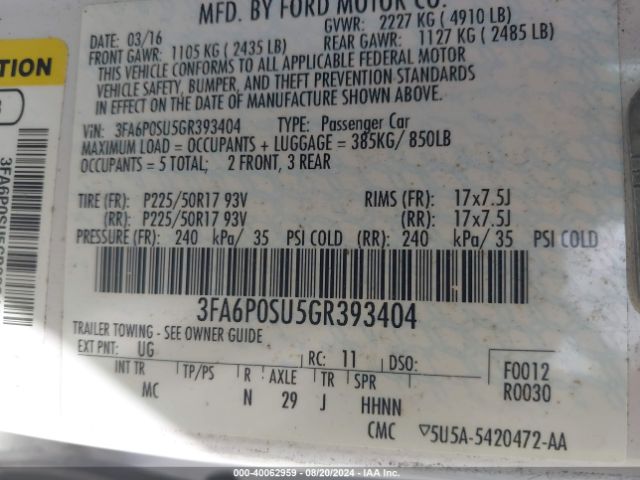 MFD. BY FORD MOTOR CO.
DATE: 03/16 GVWR: 2227 KG ( 4910 LB)
FRONT GAWR: 1105 KG ( 2435 LB) REAR GAWR: 1127 KG ( 2485 LB)
THIS VEHICLE CONFORMS TO ALL APPLICABLE FEDERAL MOTOR
VEHICLE SAFETY, BUMPER, AND THEFT PREVENTION STANDARDS
IN EFFECT ON THE DATE OF MANUFACTURE SHOWN ABOVE.
VIN: 3FA6P0SU5GR393404 TYPE: Passenger Car
MAXIMUM LOAD = OCCUPANTS + LUGGAGE = 385KG/ 850LB
OCCUPANTS = 5 TOTAL; 2 FRONT, 3 REAR
TIRE (FR): P225/50R17 93V RIMS (FR): 17x7.5J
(RR): P225/50R17 93V (RR): 17x7.5J
PRESSURE (FR): 240 kPa/ 35 PSI COLD (RR): 240 kPa/ 35 PSI COLD
3FA6P0SU5GR393404
TRAILER TOWING - SEE OWNER GUIDE
EXT PNT: UG RC: 11 DSO:
INT TR TP/PS R AXLE TR SPR F0012
MC N 29 J HHNN R0030
CMC ▽5U5A-5420472-AA
000-40062959 - 08/20/2024 - IAA Inc.